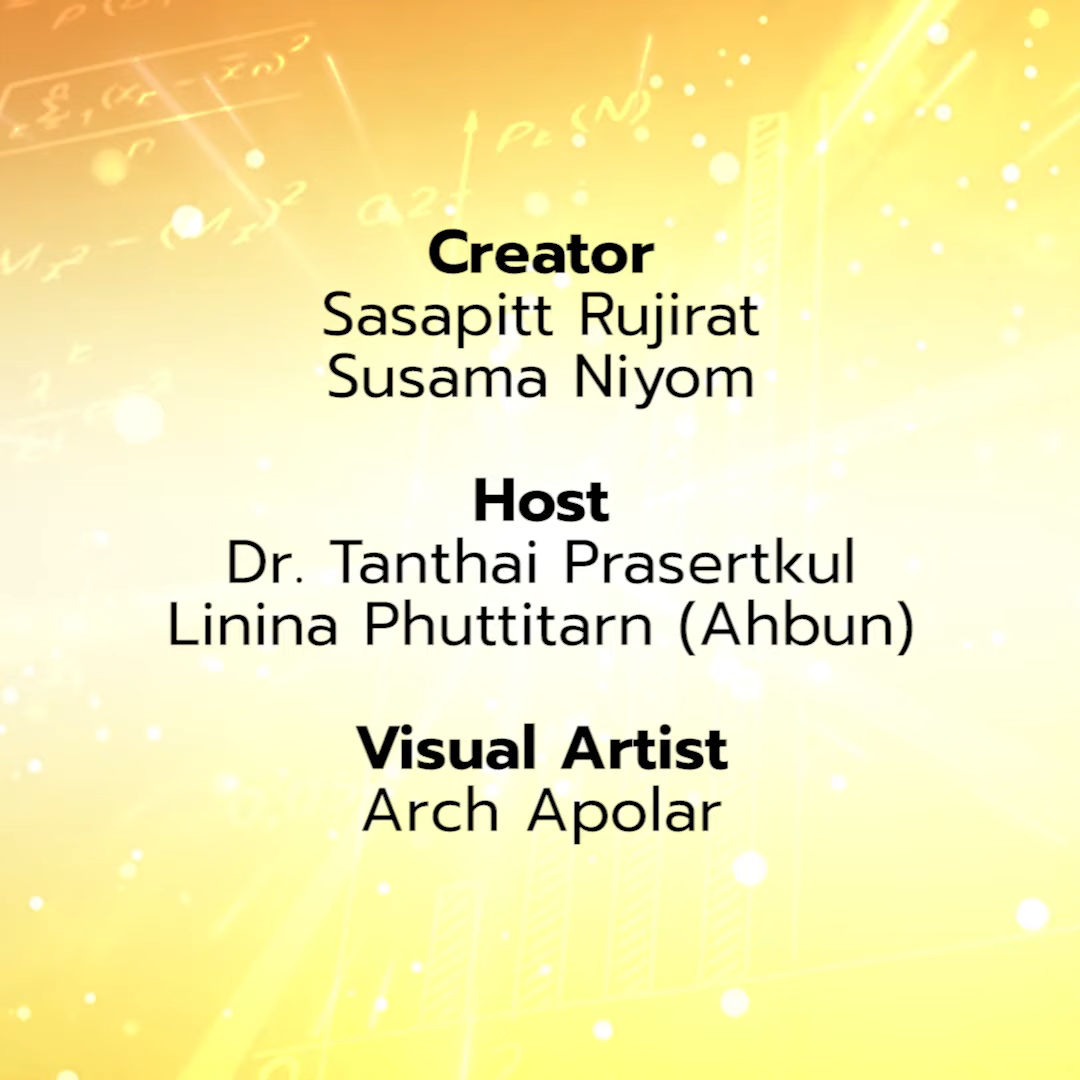 Creator
Sasapitt Rujirat
Susama Niyom
Host
Dr. Tanthai Prasertkul
Linina Phuttitarn (Ahbun)
Visual Artist
Arch Apolar